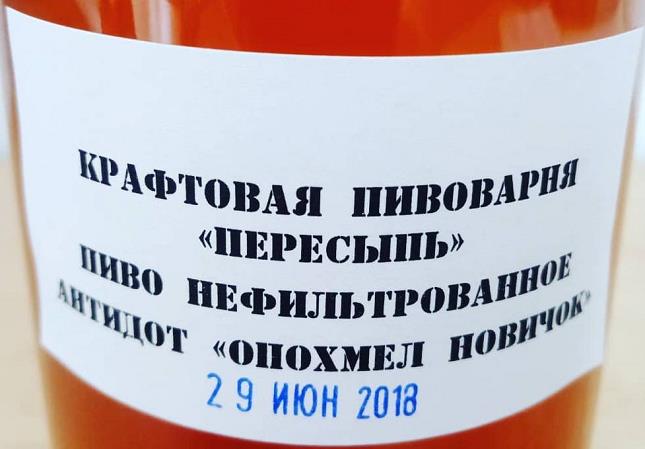 КРАФТОВАЯ ПИВОВАРНЯ
«ПЕРЕСЫПЬ»
ПИВО НЕФИЛЬТРОВАННОЕ
АНТИДОТ «ОПОХМЕЛ НОВИЧОК»
29 ИЮН 2018